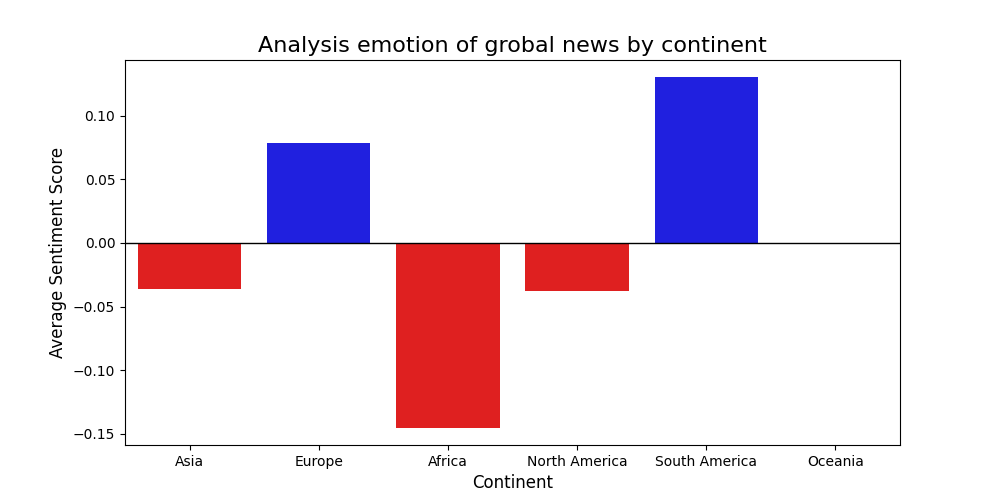 Analysis emotion of grobal news by continent
Average Sentiment Score
0.10
0.05
0.00
−0.05
−0.10
−0.15
Asia Europe Africa North America South America Oceania
Continent